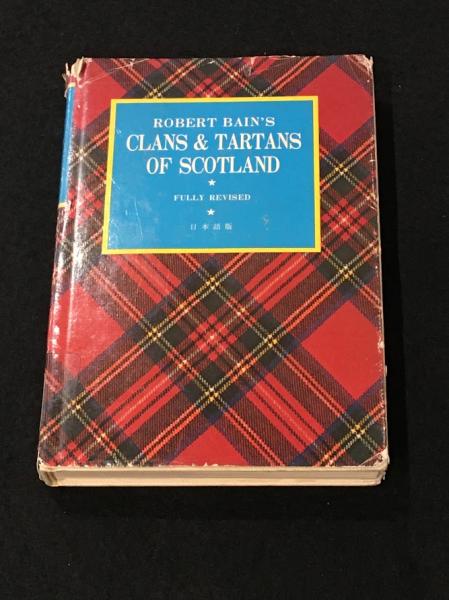 ROBERT BAIN'S
CLANS & TARTANS
OF SCOTLAND
★
FULLY REVISED
★
日本語版